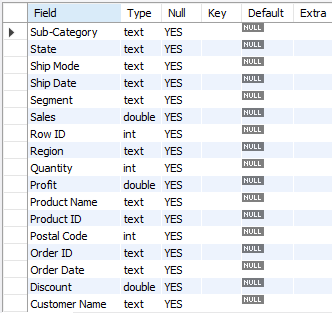 Field Type Null Key Default Extra
Sub-Category text YES NULL
State text YES NULL
Ship Mode text YES NULL
Ship Date text YES NULL
Segment text YES NULL
Sales double YES NULL
Row ID int YES NULL
Region text YES NULL
Quantity int YES NULL
Profit double YES NULL
Product Name text YES NULL
Product ID text YES NULL
Postal Code int YES NULL
Order ID text YES NULL
Order Date text YES NULL
Discount double YES NULL
Customer Name text YES NULL